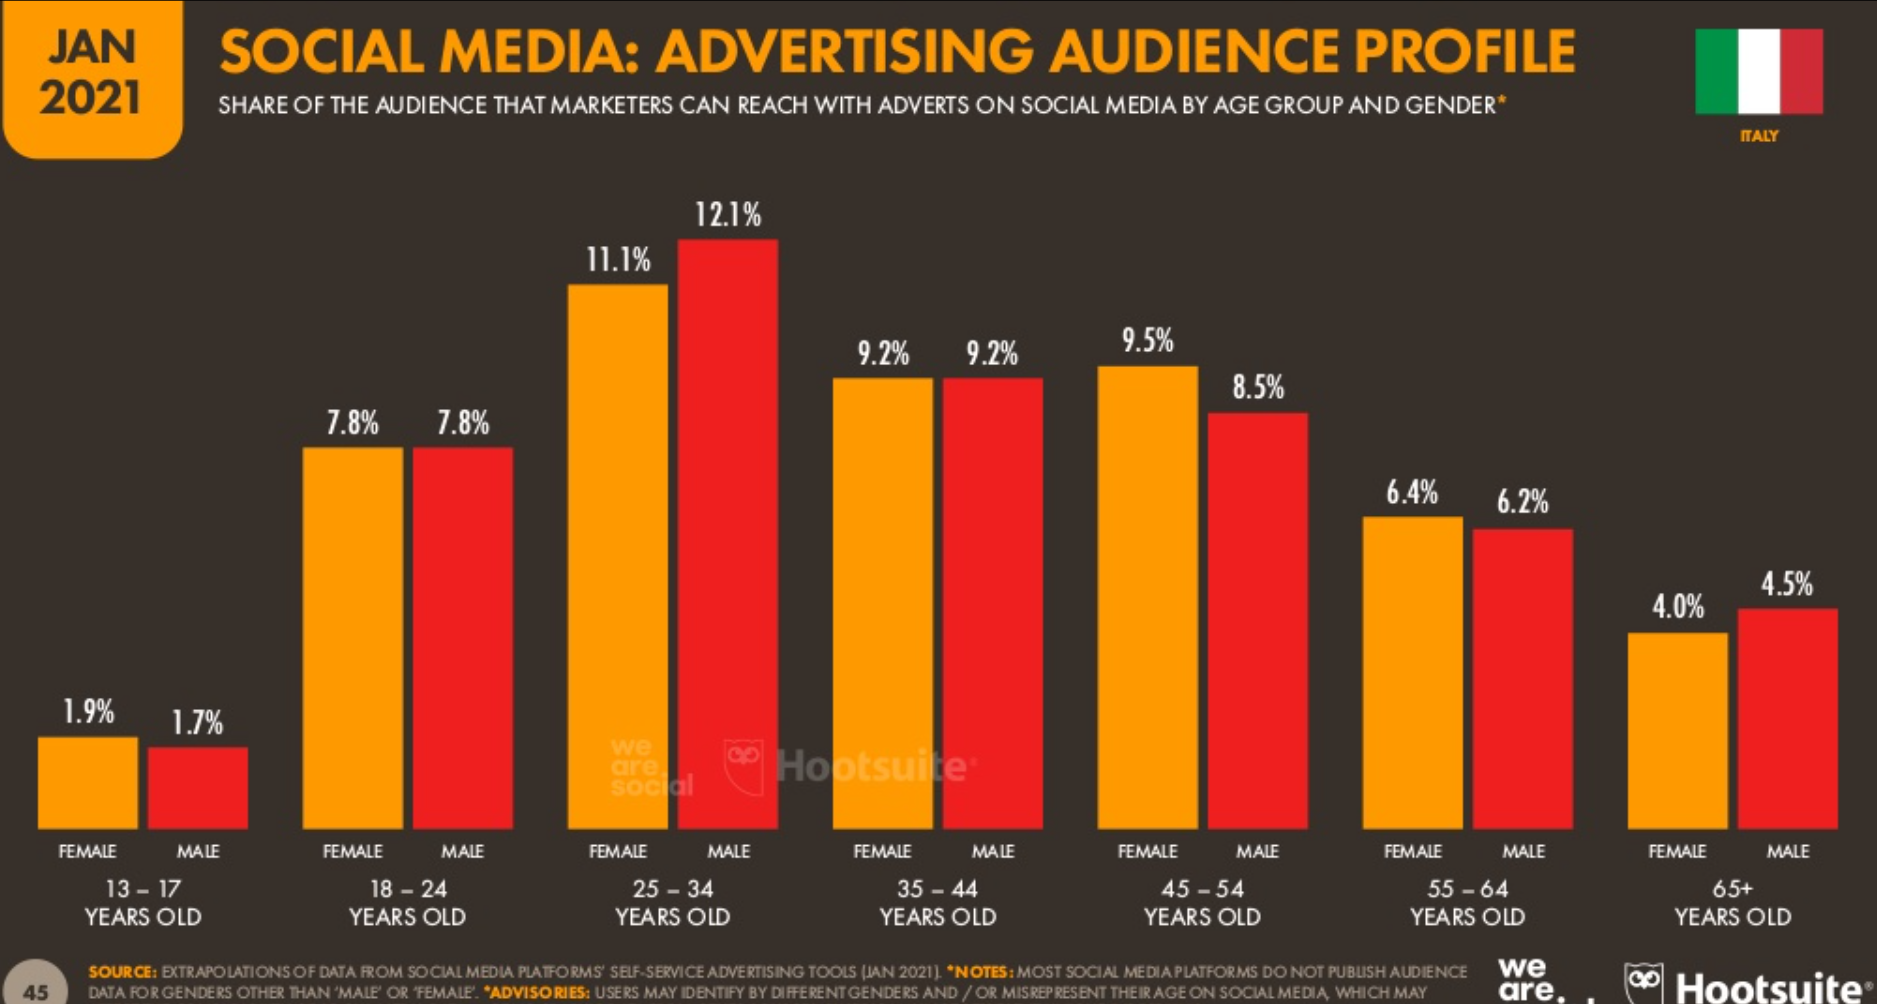 JAN
2021
SOCIAL MEDIA: ADVERTISING AUDIENCE PROFILE
SHARE OF THE AUDIENCE THAT MARKETERS CAN REACH WITH ADVERTS ON SOCIAL MEDIA BY AGE GROUP AND GENDER*
ITALY
1.9%
1.7%
7.8%
7.8%
11.1%
12.1%
9.2%
9.2%
9.5%
8.5%
6.4%
6.2%
4.0%
4.5%
we
are
social
Hootsuite®
FEMALE MALE FEMALE MALE FEMALE MALE FEMALE MALE FEMALE MALE FEMALE MALE FEMALE MALE
13 – 17 18 – 24 25 – 34 35 – 44 45 – 54 55 – 64 65+
YEARS OLD YEARS OLD YEARS OLD YEARS OLD YEARS OLD YEARS OLD YEARS OLD
45
SOURCE: EXTRAPOLATIONS OF DATA FROM SOCIAL MEDIA PLATFORMS' SELF-SERVICE ADVERTISING TOOLS (JAN 2021). *NOTES: MOST SOCIAL MEDIA PLATFORMS DO NOT PUBLISH AUDIENCE
DATA FOR GENDERS OTHER THAN 'MALE' OR 'FEMALE'. *ADVISORIES: USERS MAY IDENTIFY BY DIFFERENT GENDERS AND / OR MISREPRESENT THEIR AGE ON SOCIAL MEDIA, WHICH MAY
we
are.
Hootsuite®